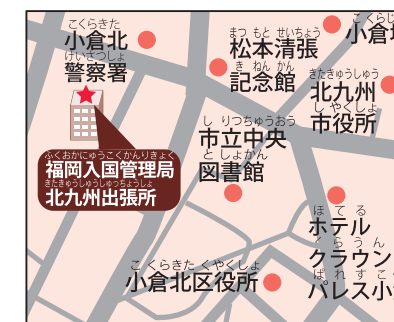 こくらきた
小倉北
けいさつしょ
警察署
まつ もと せいちょう
松本清張
き ねん かん
記念館
こくらじ
小倉
きたきゅうしゅう
北九州
し やくしょ
市役所
し りつちゅうおう
市立中央
と しょかん
図書館
ふくおかにゅうこくかんりきょく
福岡入国管理局
きたきゅうしゅうしゅっちょうしょ
北九州出張所
ほ て る
ホテル
く ら う ん
クラウン
ぱ れ す こ
パレス小
こ くらきた くやくしょ
小倉北区役所